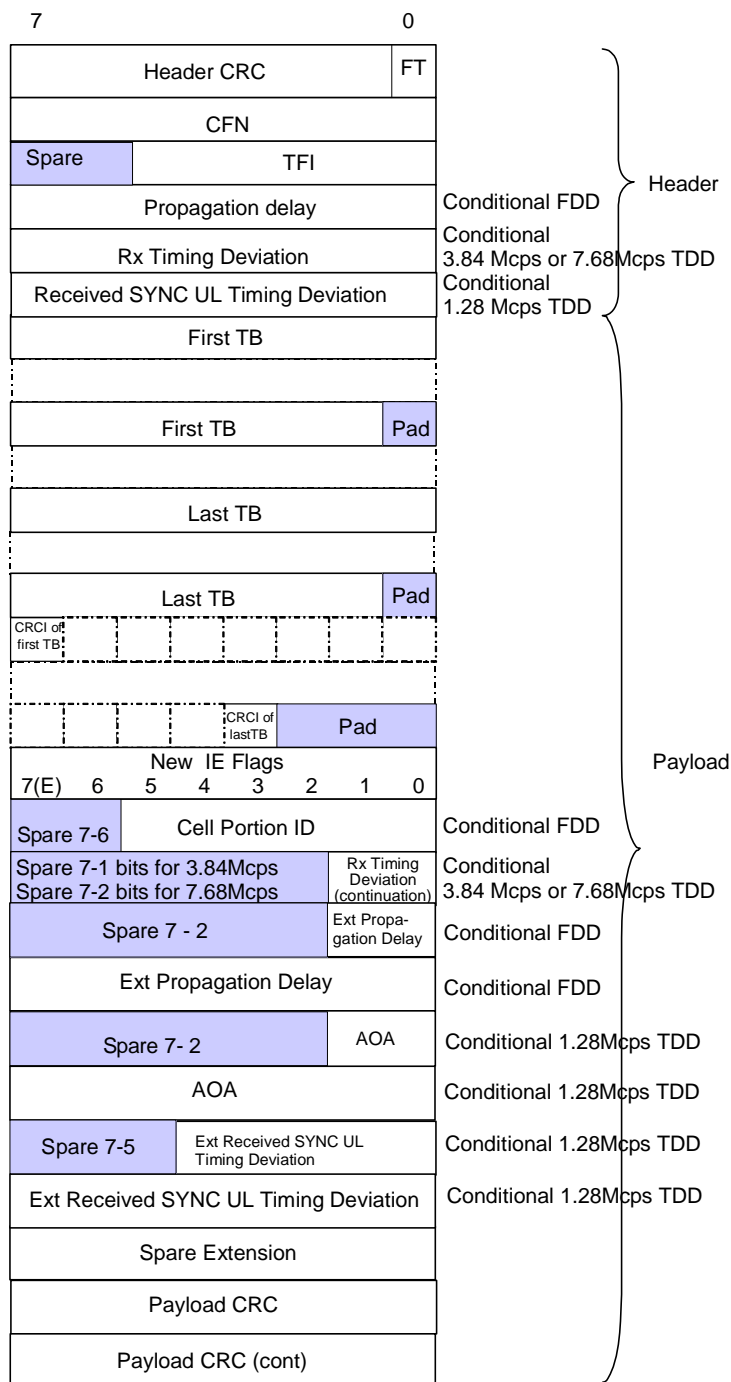 7 0
Header CRC FT
CFN
Spare TFI
Propagation delay Conditional FDD
Header
Rx Timing Deviation Conditional
3.84 Mcps or 7.68Mcps TDD
Received SYNC UL Timing Deviation Conditional
1.28 Mcps TDD
First TB
First TB Pad
Last TB
Last TB Pad
CRCI of
first TB
CRCI of
lastTB
Pad
New IE Flags
7(E) 6 5 4 3 2 1 0
Payload
Spare 7-6 Cell Portion ID Conditional FDD
Spare 7-1 bits for 3.84Mcps
Spare 7-2 bits for 7.68Mcps
Rx Timing
Deviation
(continuation)
Conditional
3.84 Mcps or 7.68Mcps TDD
Spare 7 - 2
Ext Propa-
gation Delay
Conditional FDD
Ext Propagation Delay Conditional FDD
Spare 7- 2 AOA Conditional 1.28Mcps TDD
AOA Conditional 1.28Mcps TDD
Spare 7-5
Ext Received SYNC UL
Timing Deviation
Conditional 1.28Mcps TDD
Ext Received SYNC UL Timing Deviation Conditional 1.28Mcps TDD
Spare Extension
Payload CRC
Payload CRC (cont)